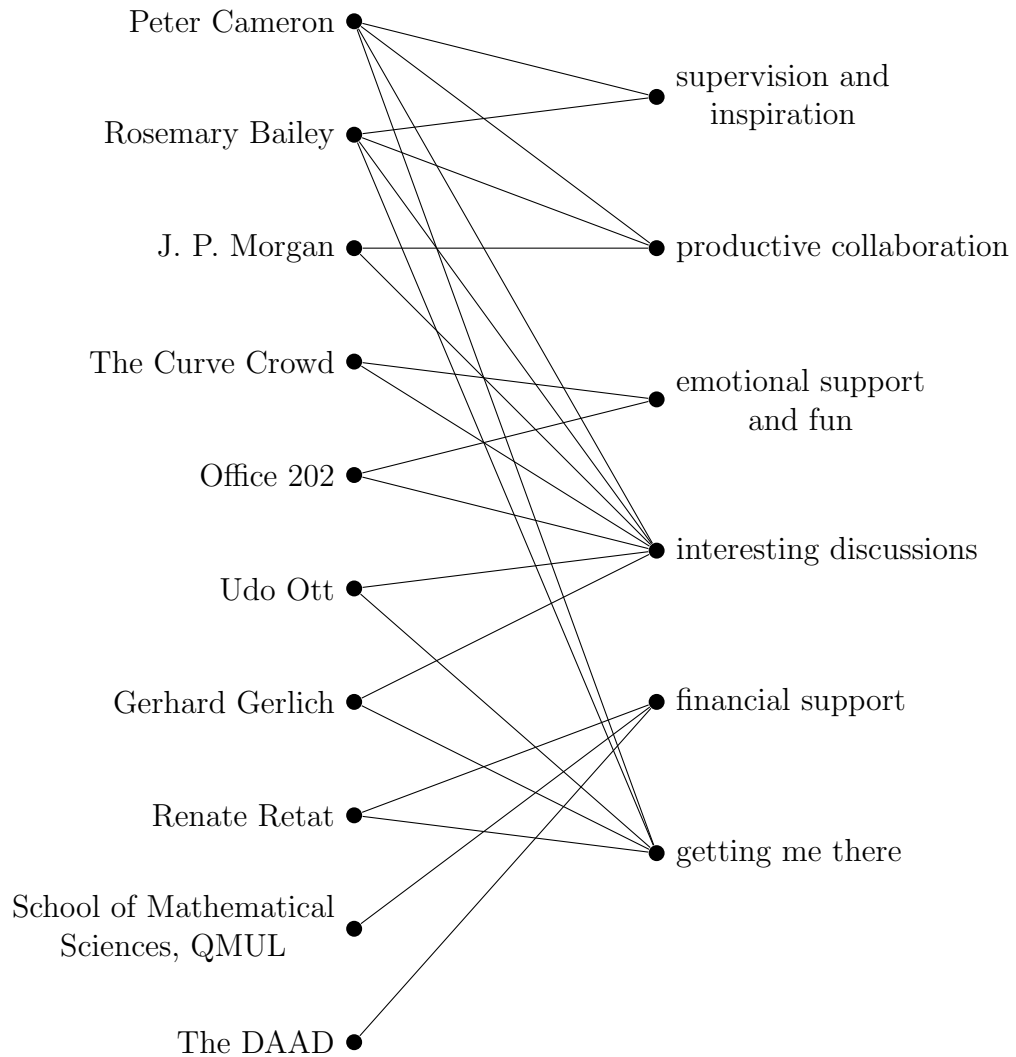 Peter Cameron
supervision and
inspiration
Rosemary Bailey
J. P. Morgan
productive collaboration
The Curve Crowd
emotional support
and fun
Office 202
interesting discussions
Udo Ott
Gerhard Gerlich
financial support
Renate Retat
getting me there
School of Mathematical
Sciences, QMUL
The DAAD